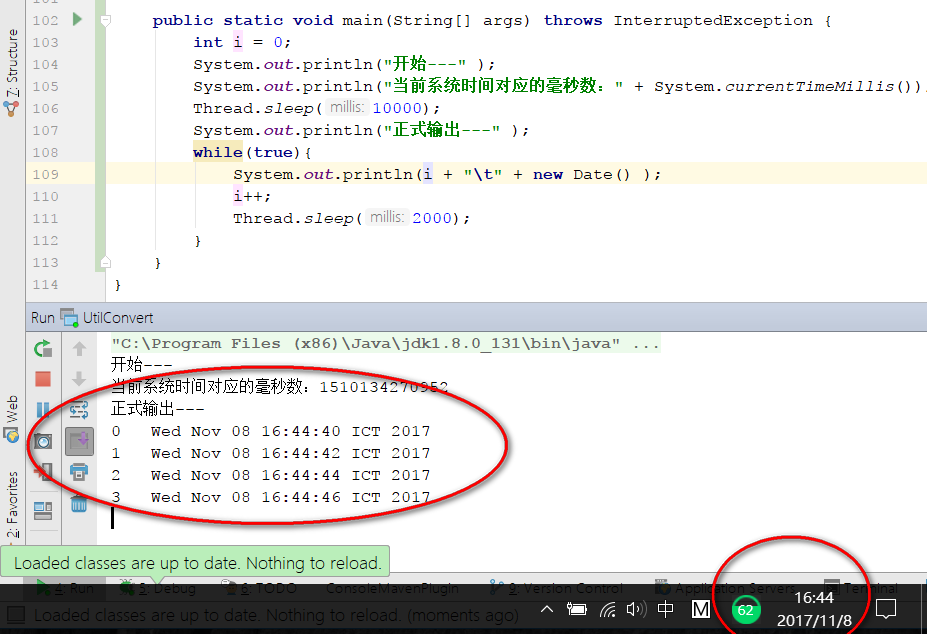 101
102 public static void main(String[] args) throws InterruptedException {
103 int i = 0;
104 System.out.println("开始---" );
105 System.out.println("当前系统时间对应的毫秒数：" + System.currentTimeMillis());
106 Thread.sleep( millis: 10000);
107 System.out.println("正式输出---" );
108 while(true){
109 System.out.println(i + "\t" + new Date() );
110 i++;
111 Thread.sleep( millis: 2000);
112 }
113 }
114 }
7: Structure
Web
2: Favorites
Run UtilConvert
"C:\Program Files (x86)\Java\jdk1.8.0_131\bin\java" ...
开始---
当前系统时间对应的毫秒数：1510134270952
正式输出---
0 Wed Nov 08 16:44:40 ICT 2017
1 Wed Nov 08 16:44:42 ICT 2017
2 Wed Nov 08 16:44:44 ICT 2017
3 Wed Nov 08 16:44:46 ICT 2017
Loaded classes are up to date. Nothing to reload.
4: Run 5: Debug 6: TODO ConsoleMavenPlugin 9: Version Control Application Servers Terminal
Loaded classes are up to date. Nothing to reload. (moments ago)
中 M 62 16:44
2017/11/8